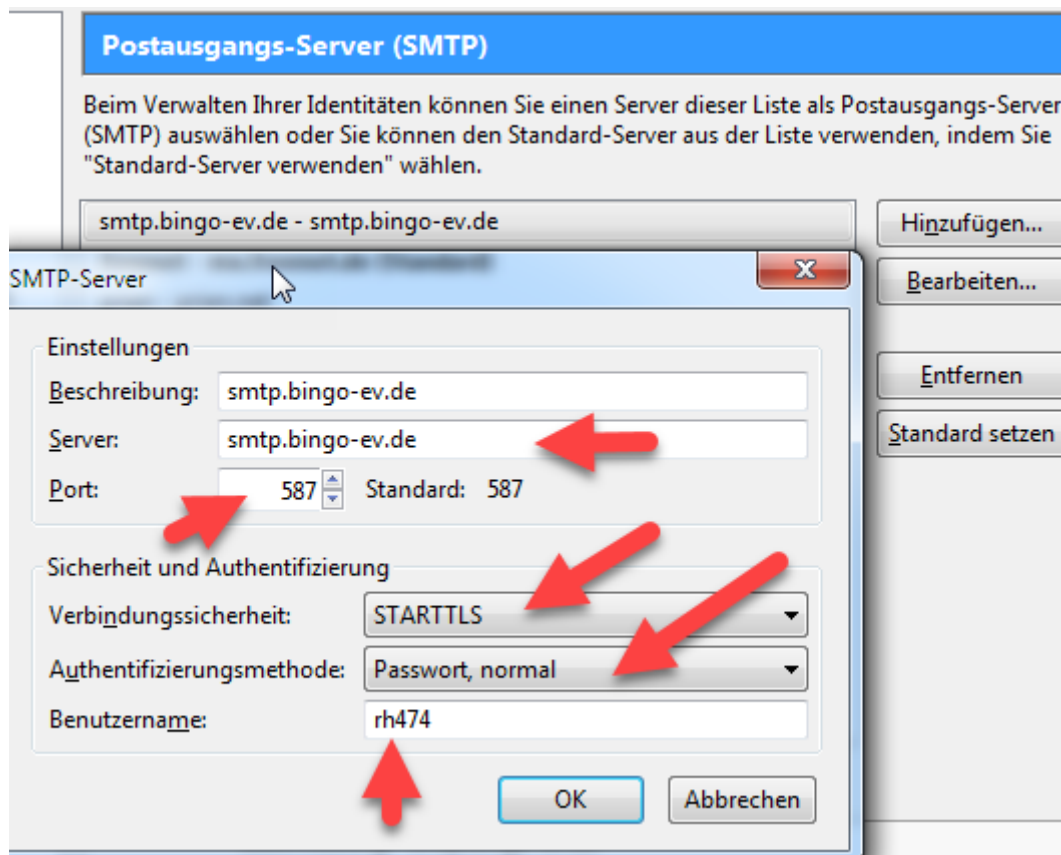 Postausgangs-Server (SMTP)
Beim Verwalten Ihrer Identitäten können Sie einen Server dieser Liste als Postausgangs-Server
(SMTP) auswählen oder Sie können den Standard-Server aus der Liste verwenden, indem Sie
"Standard-Server verwenden" wählen.
smtp.bingo-ev.de - smtp.bingo-ev.de
Hinzufügen...
Bearbeiten...
Entfernen
Standard setzen
SMTP-Server
Einstellungen
Beschreibung: smtp.bingo-ev.de
Server: smtp.bingo-ev.de
Port: 587 Standard: 587
Sicherheit und Authentifizierung
Verbindungssicherheit: STARTTLS
Authentifizierungsmethode: Passwort, normal
Benutzername: rh474
OK Abbrechen